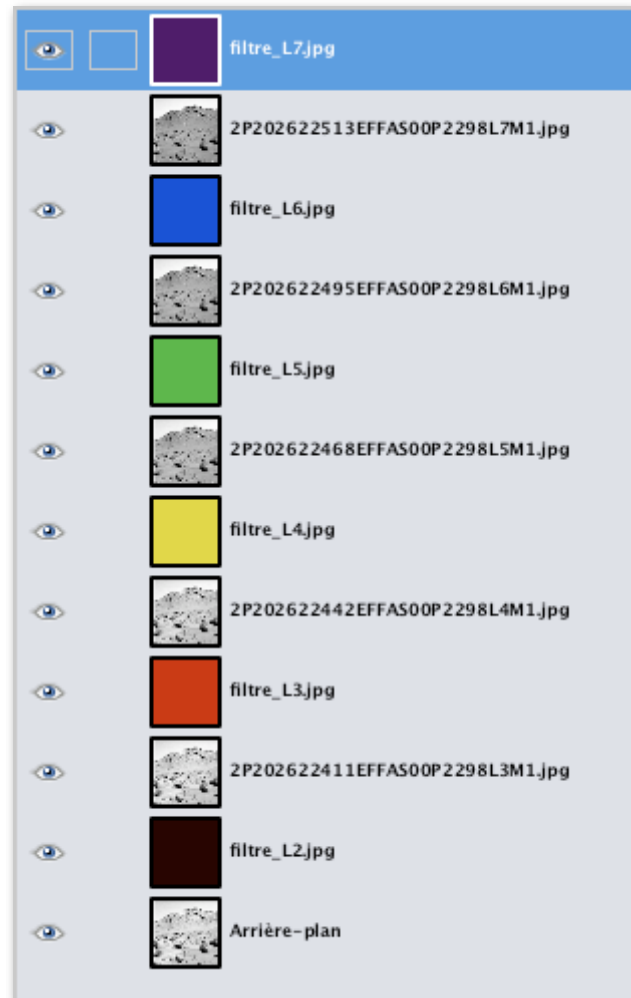 filtre_L7.jpg
2P202622513EFFAS00P2298L7M1.jpg
filtre_L6.jpg
2P202622495EFFAS00P2298L6M1.jpg
filtre_L5.jpg
2P202622468EFFAS00P2298L5M1.jpg
filtre_L4.jpg
2P202622442EFFAS00P2298L4M1.jpg
filtre_L3.jpg
2P202622411EFFAS00P2298L3M1.jpg
filtre_L2.jpg
Arrière-plan